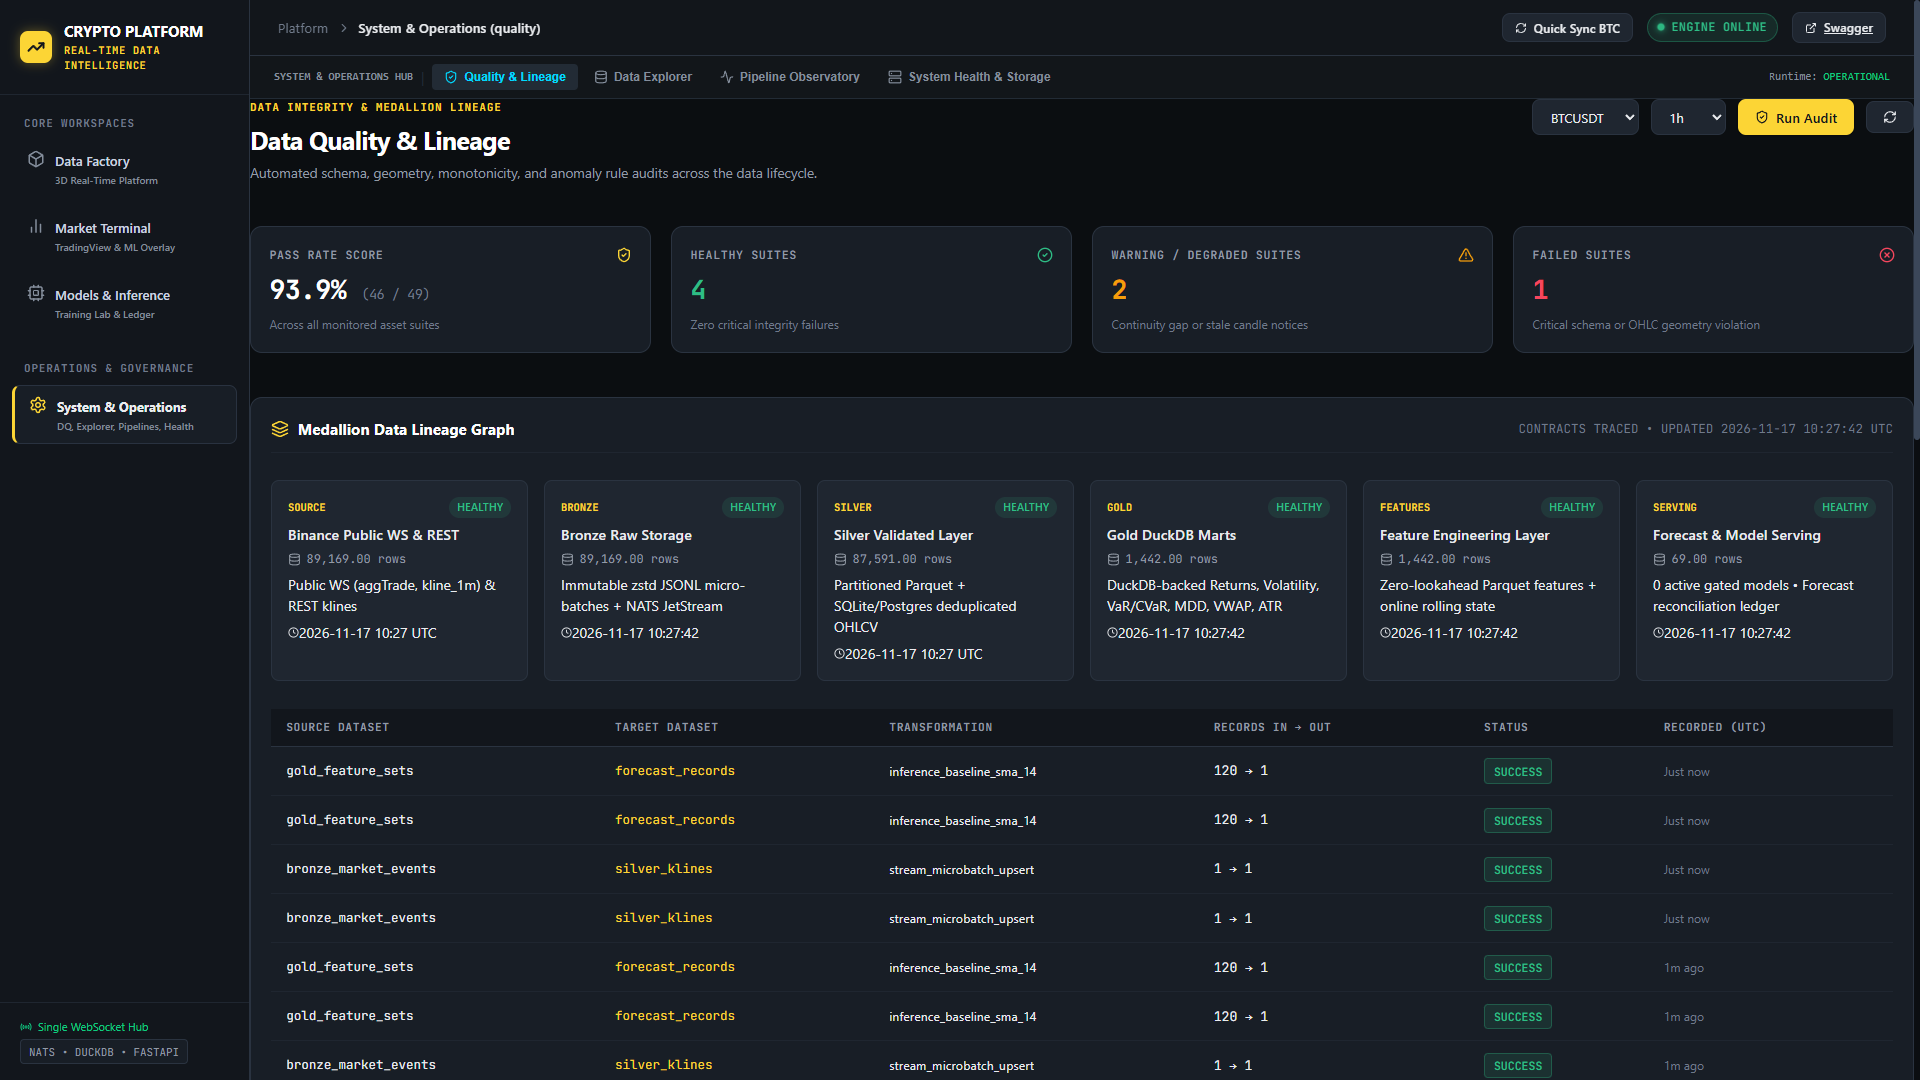 CRYPTO PLATFORM
REAL-TIME DATA
INTELLIGENCE
CORE WORKSPACES
Data Factory
3D Real-Time Platform
Market Terminal
TradingView & ML Overlay
Models & Inference
Training Lab & Ledger
OPERATIONS & GOVERNANCE
System & Operations
DQ, Explorer, Pipelines, Health
Single WebSocket Hub
NATS • DUCKDB • FASTAPI
Platform > System & Operations (quality)
Quick Sync BTC
ENGINE ONLINE
Swagger
SYSTEM & OPERATIONS HUB
Quality & Lineage
Data Explorer
Pipeline Observatory
System Health & Storage
Runtime: OPERATIONAL
DATA INTEGRITY & MEDALLION LINEAGE
Data Quality & Lineage
Automated schema, geometry, monotonicity, and anomaly rule audits across the data lifecycle.
BTCUSDT
1h
Run Audit
PASS RATE SCORE
93.9% (46 / 49)
Across all monitored asset suites
HEALTHY SUITES
4
Zero critical integrity failures
WARNING / DEGRADED SUITES
2
Continuity gap or stale candle notices
FAILED SUITES
1
Critical schema or OHLC geometry violation
Medallion Data Lineage Graph
CONTRACTS TRACED • UPDATED 2026-11-17 10:27:42 UTC
SOURCE HEALTHY
Binance Public WS & REST
89,169.00 rows
Public WS (aggTrade, kline_1m) &
REST klines
2026-11-17 10:27 UTC
BRONZE HEALTHY
Bronze Raw Storage
89,169.00 rows
Immutable zstd JSONL micro-
batches + NATS JetStream
2026-11-17 10:27:42
SILVER HEALTHY
Silver Validated Layer
87,591.00 rows
Partitioned Parquet +
SQLite/Postgres deduplicated
OHLCV
2026-11-17 10:27 UTC
GOLD HEALTHY
Gold DuckDB Marts
1,442.00 rows
DuckDB-backed Returns, Volatility,
VaR/CVaR, MDD, VWAP, ATR
2026-11-17 10:27:42
FEATURES HEALTHY
Feature Engineering Layer
1,442.00 rows
Zero-lookahead Parquet features +
online rolling state
2026-11-17 10:27:42
SERVING HEALTHY
Forecast & Model Serving
69.00 rows
0 active gated models • Forecast
reconciliation ledger
2026-11-17 10:27:42
SOURCE DATASET TARGET DATASET TRANSFORMATION RECORDS IN → OUT STATUS RECORDED (UTC)
gold_feature_sets forecast_records inference_baseline_sma_14 120 → 1 SUCCESS Just now
gold_feature_sets forecast_records inference_baseline_sma_14 120 → 1 SUCCESS Just now
bronze_market_events silver_klines stream_microbatch_upsert 1 → 1 SUCCESS Just now
bronze_market_events silver_klines stream_microbatch_upsert 1 → 1 SUCCESS Just now
gold_feature_sets forecast_records inference_baseline_sma_14 120 → 1 SUCCESS 1m ago
gold_feature_sets forecast_records inference_baseline_sma_14 120 → 1 SUCCESS 1m ago
bronze_market_events silver_klines stream_microbatch_upsert 1 → 1 SUCCESS 1m ago